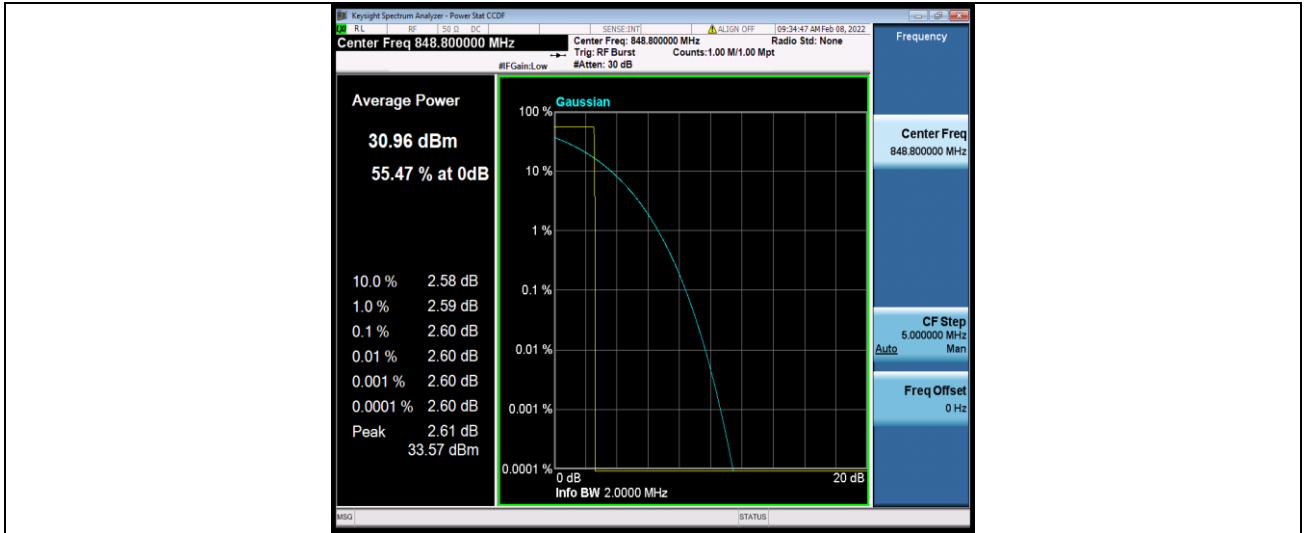 Keysight Spectrum Analyzer - Power Stat CCDF
RL RF 50 Ω DC SENSE:INT ALIGN OFF 09:34:47 AM Feb 08, 2022
Center Freq 848.800000 MHz
Center Freq: 848.800000 MHz Radio Std: None
Trig: RF Burst Counts:1.00 M/1.00 Mpt
#IFGain:Low #Atten: 30 dB
Frequency
Average Power
30.96 dBm
55.47 % at 0dB
10.0 % 2.58 dB
1.0 % 2.59 dB
0.1 % 2.60 dB
0.01 % 2.60 dB
0.001 % 2.60 dB
0.0001 % 2.60 dB
Peak 2.61 dB
33.57 dBm
Gaussian
100 %
10 %
1 %
0.1 %
0.01 %
0.001 %
0.0001 %
0 dB 20 dB
Info BW 2.0000 MHz
Center Freq
848.800000 MHz
CF Step
5.000000 MHz
Auto Man
Freq Offset
0 Hz
MSG STATUS